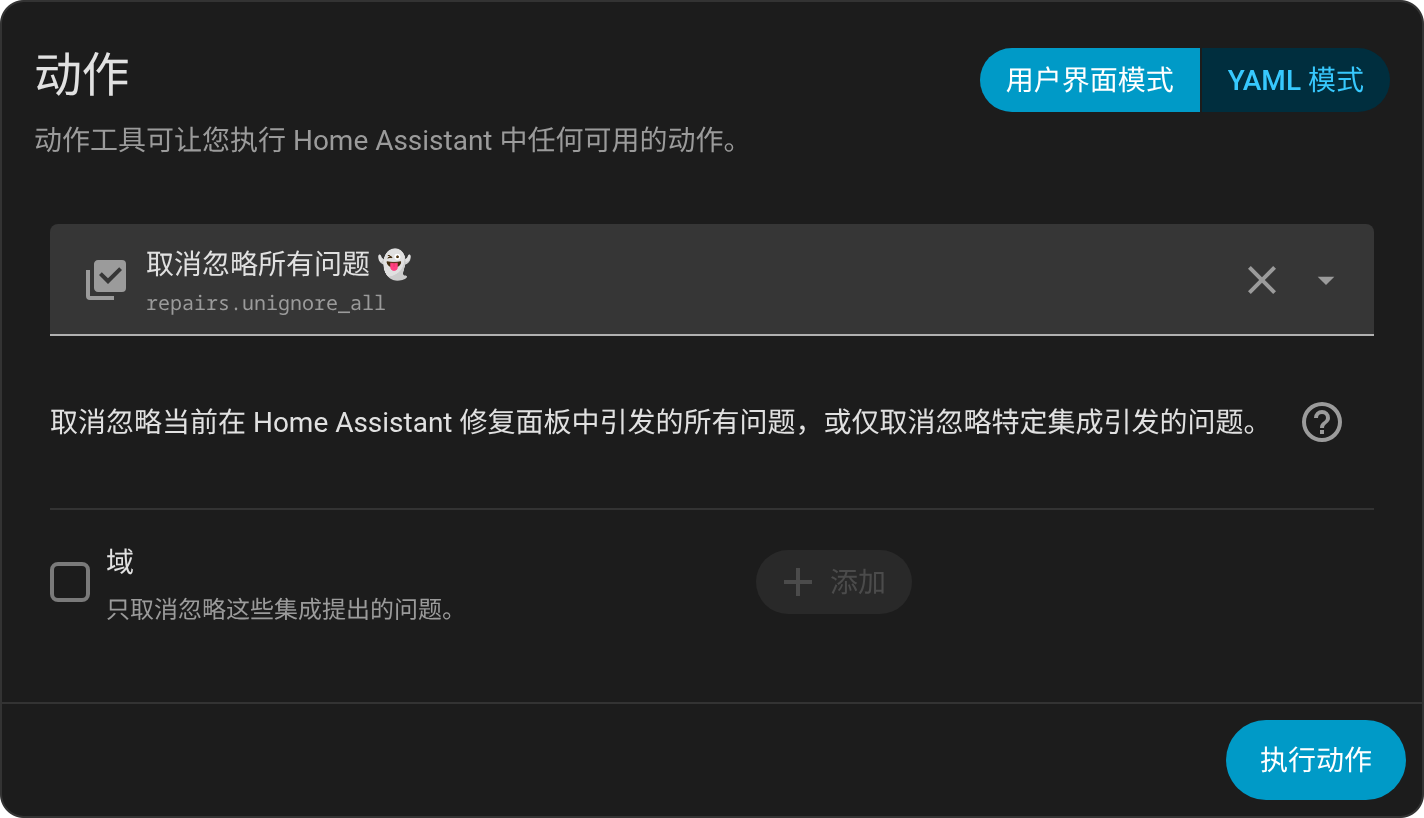 动作
用户界面模式
YAML 模式
动作工具可让您执行 Home Assistant 中任何可用的动作。
取消忽略所有问题 👻
repairs.unignore_all
取消忽略当前在 Home Assistant 修复面板中引发的所有问题，或仅取消忽略特定集成引发的问题。
域
只取消忽略这些集成提出的问题。
添加
执行动作